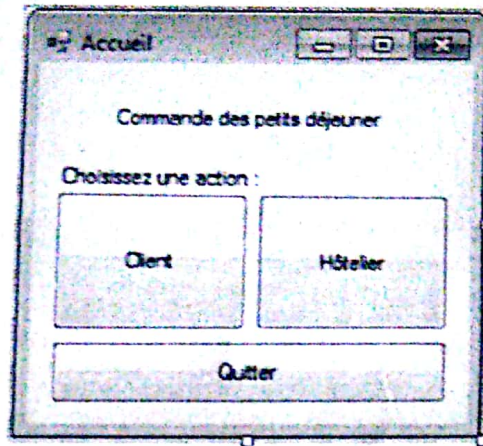 Accueil
Commande des petits déjeuner
Choisissez une action :
Client
Hôtelier
Quitter